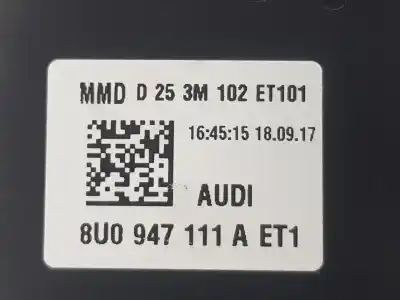 MMD D 25 3M 102 ET101
16:45:15 18.09.17
AUDI
8U0 947 111 A ET1